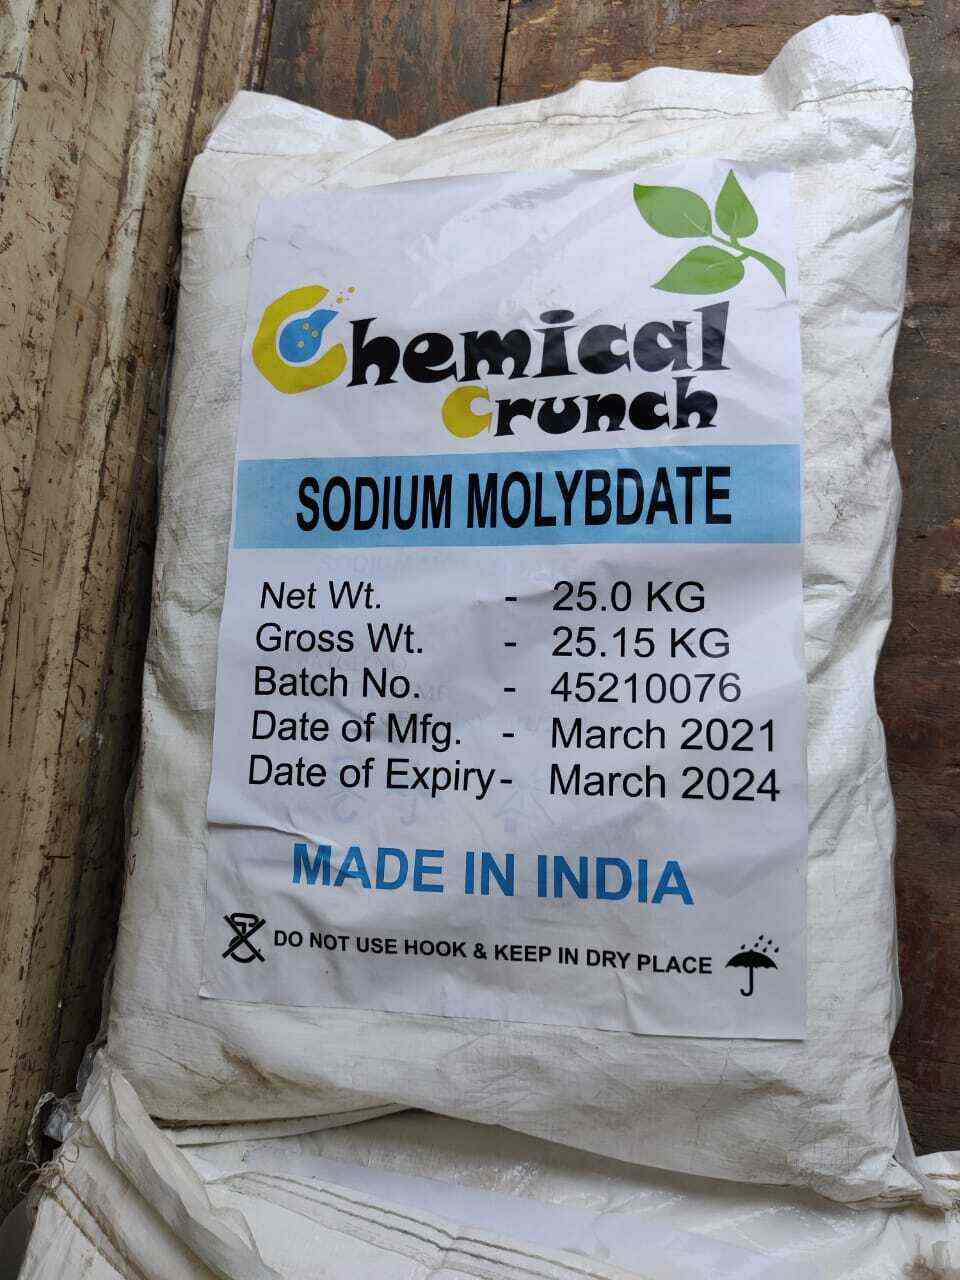 Chemical
Crunch
SODIUM MOLYBDATE
Net Wt. - 25.0 KG
Gross Wt. - 25.15 KG
Batch No. - 45210076
Date of Mfg. - March 2021
Date of Expiry - March 2024
MADE IN INDIA
DO NOT USE HOOK & KEEP IN DRY PLACE